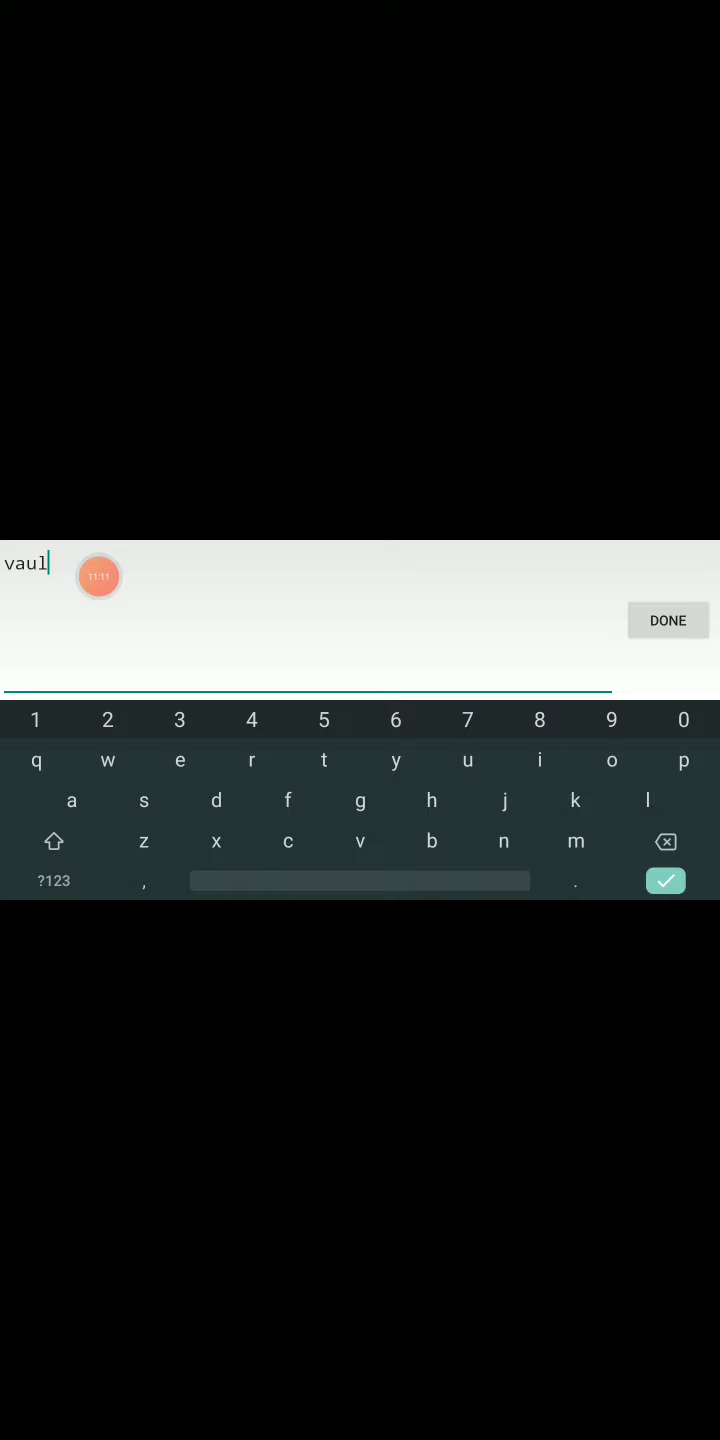 vaul
11:11
DONE
1 2 3 4 5 6 7 8 9 0
q w e r t y u i o p
a s d f g h j k l
z x c v b n m
?123 , .